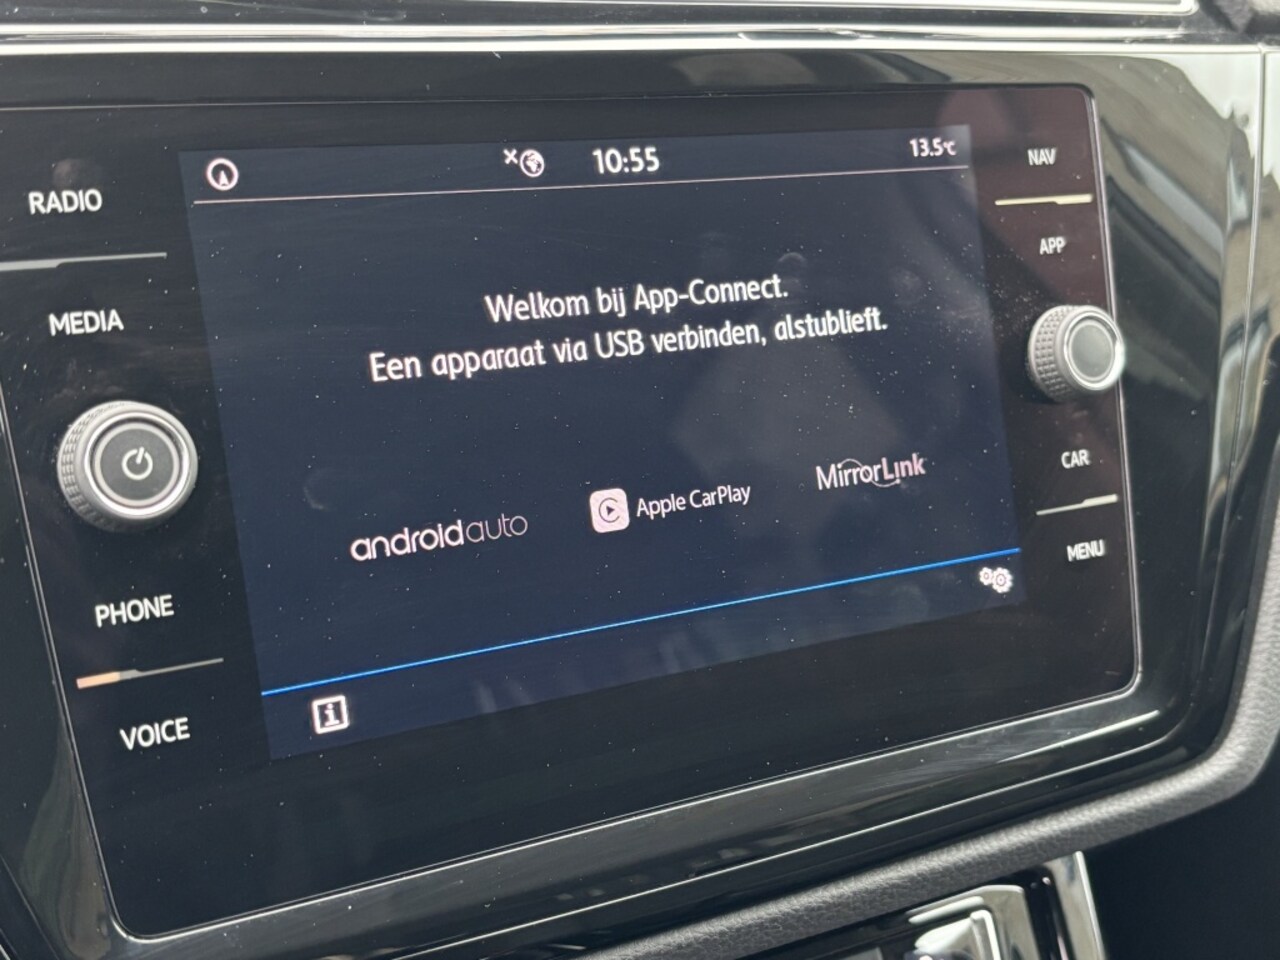 10:55
13.5°C
RADIO
MEDIA
PHONE
VOICE
Welkom bij App-Connect.
Een apparaat via USB verbinden, alstublieft.
androidauto
Apple CarPlay
MirrorLink
i
NAV
APP
CAR
MENU